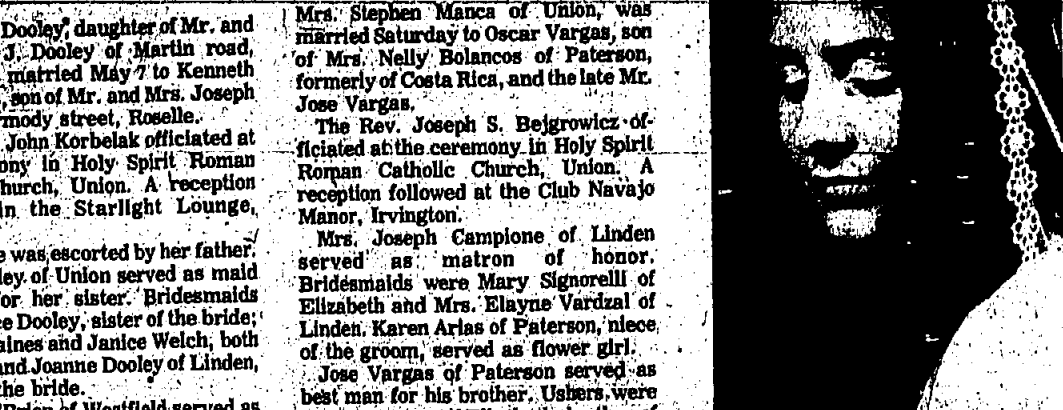 Dooley, daughter of Mr. and
J. Dooley of Martin road,
married May 7 to Kenneth
, son of Mr. and Mrs. Joseph
mody street, Roselle.
John Korbelak officiated at
ony in Holy Spirit Roman
hurch, Union. A reception
in the Starlight Lounge,
e was escorted by her father.
ley of Union served as maid
or her sister. Bridesmaids
ce Dooley, sister of the bride;
aines and Janice Welch, both
and Joanne Dooley of Linden,
the bride.
Brian of Westfield served as
Mrs. Stephen Manca of Union, was
married Saturday to Oscar Vargas, son
of Mrs. Nelly Bolancos of Paterson,
formerly of Costa Rica, and the late Mr.
Jose Vargas.
The Rev. Joseph S. Bejgrowicz of-
ficiated at the ceremony in Holy Spirit
Roman Catholic Church, Union. A
reception followed at the Club Navajo
Manor, Irvington.
Mrs. Joseph Campione of Linden
served as matron of honor.
Bridesmaids were Mary Signorelli of
Elizabeth and Mrs. Elayne Vardzal of
Linden. Karen Arias of Paterson, niece
of the groom, served as flower girl.
Jose Vargas of Paterson served as
best man for his brother. Ushers were